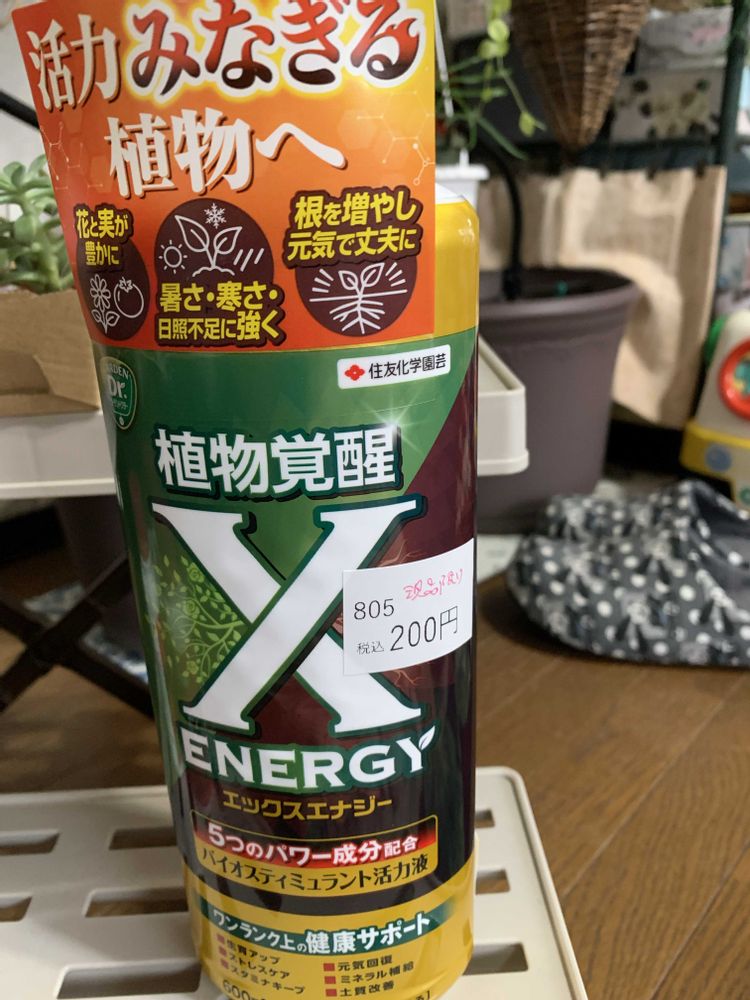 活力みなぎる
植物へ
花と実が
豊かに
暑さ・寒さ・
日照不足に強く
根を増やし
元気で丈夫に
住友化学園芸
GARDEN
Dr.
植物覚醒
X
ENERGY
エックスエナジー
805 現品限り
税込 200円
5つのパワー成分配合
バイオスティミュラント活力液
ワンランク上の健康サポート
■生育アップ
■ストレスケア
■スタミナキープ
■元気回復
■ミネラル補給
■土質改善